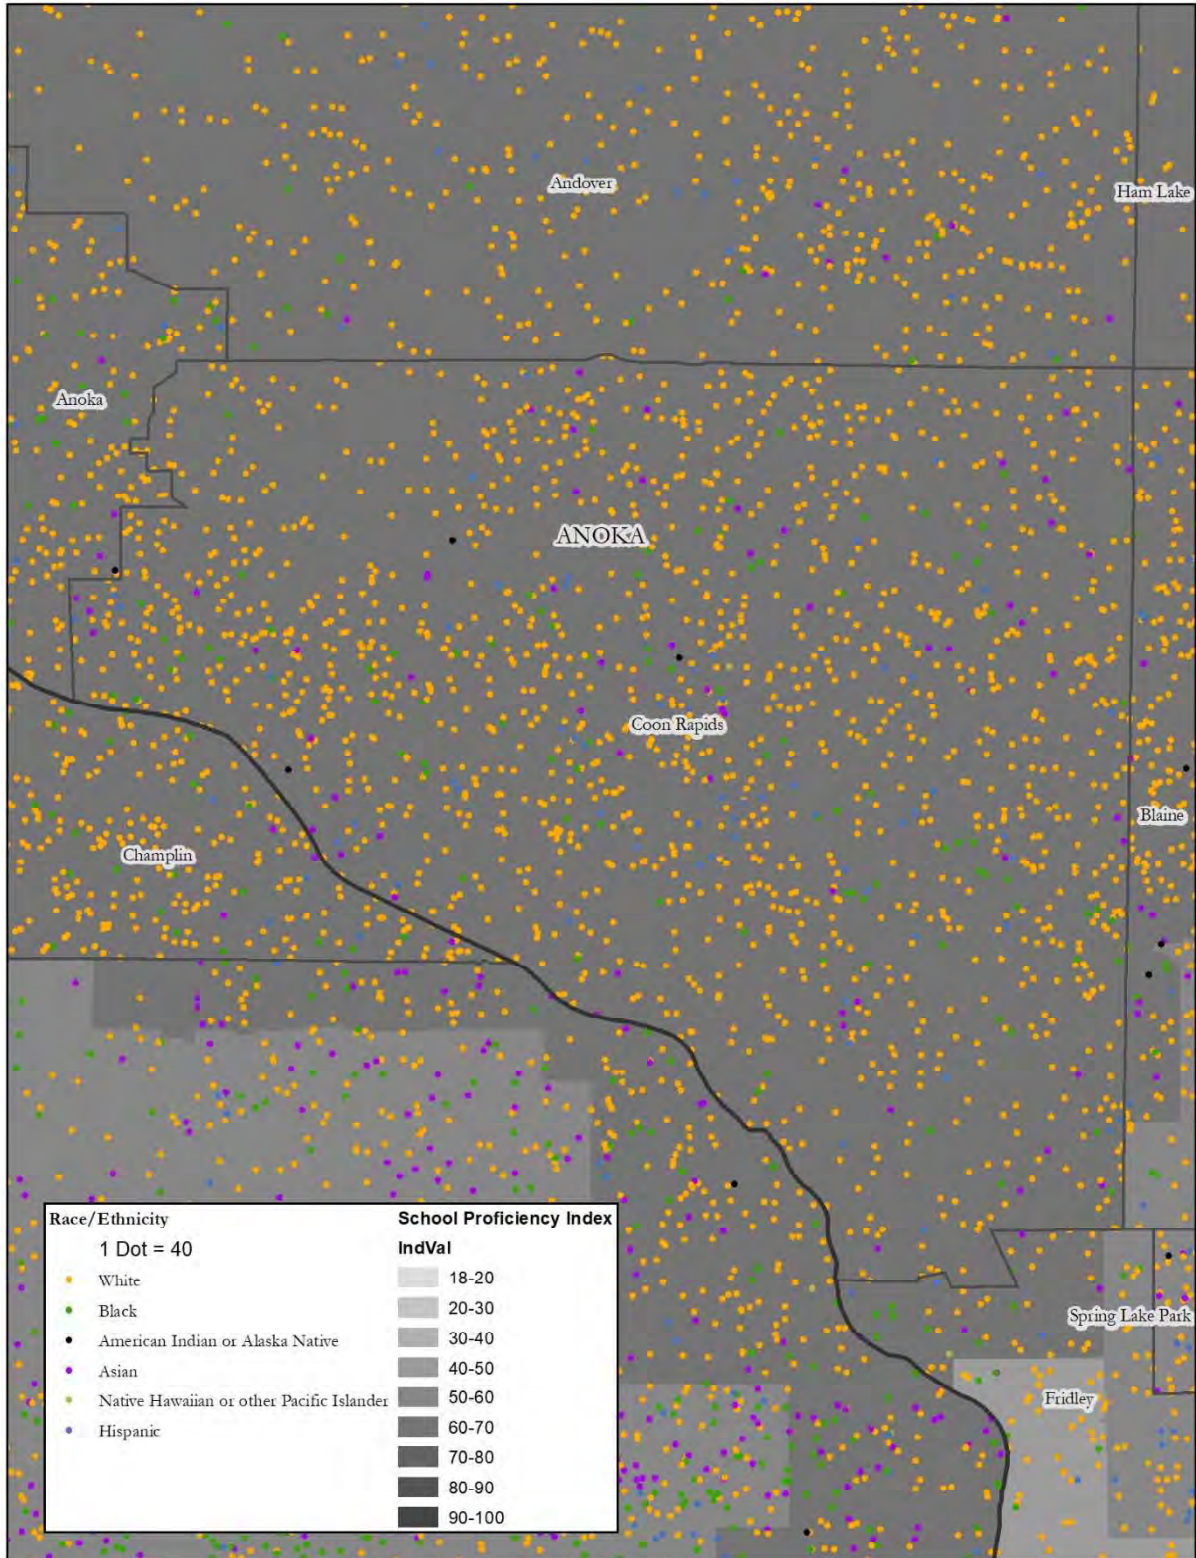 Andover
Ham Lake
Anoka
ANOKA
Coon Rapids
Blaine
Champlin
Spring Lake Park
Fridley
Race/Ethnicity
1 Dot = 40
White
Black
American Indian or Alaska Native
Asian
Native Hawaiian or other Pacific Islander
Hispanic
School Proficiency Index
IndVal
18-20
20-30
30-40
40-50
50-60
60-70
70-80
80-90
90-100